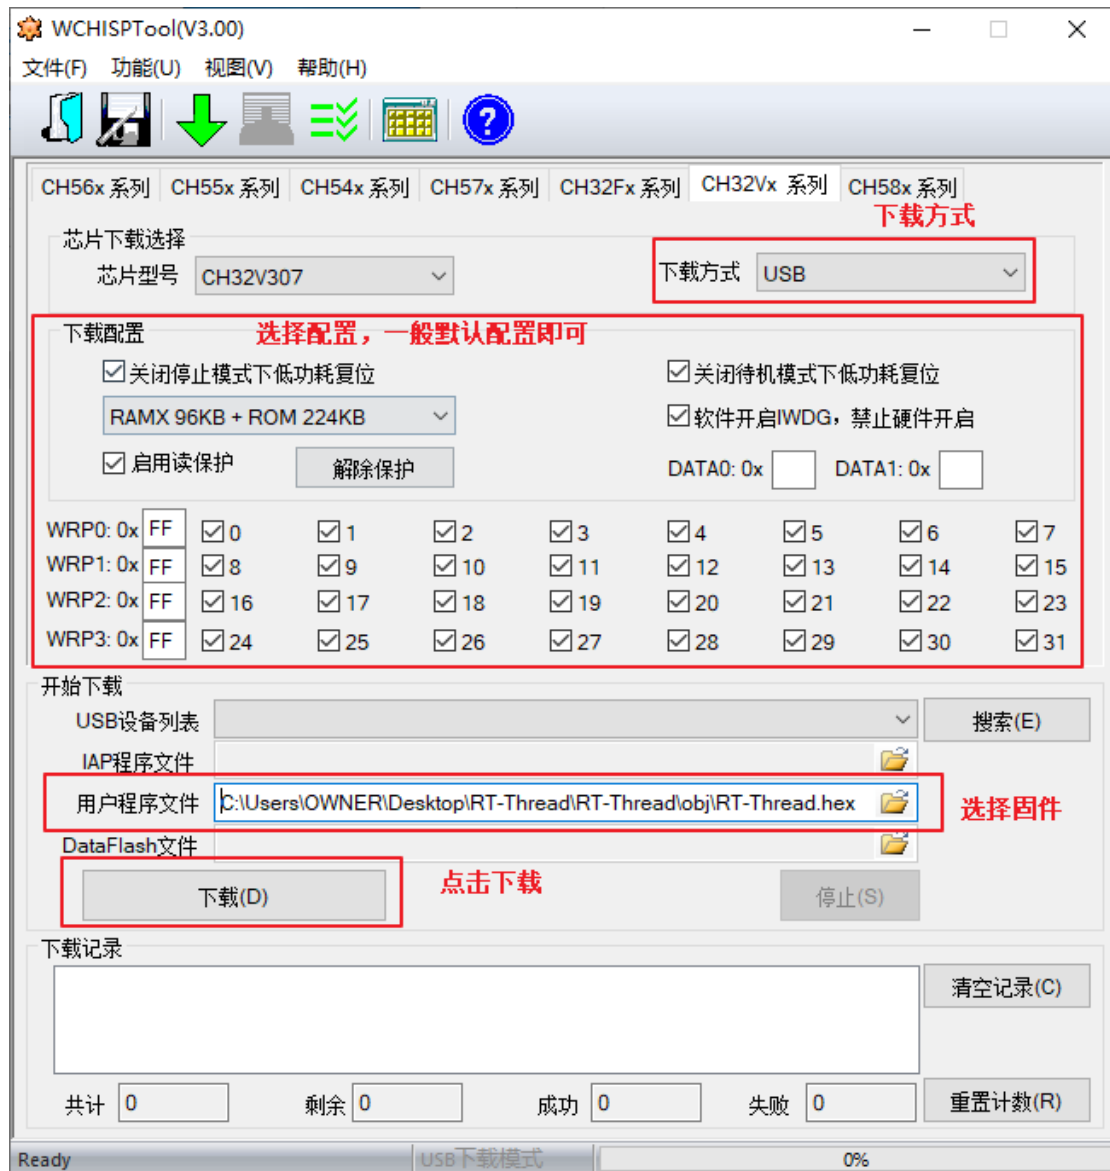 WCHISPTool(V3.00)
文件(F) 功能(U) 视图(V) 帮助(H)
CH56x 系列 CH55x 系列 CH54x 系列 CH57x 系列 CH32Fx 系列 CH32Vx 系列 CH58x 系列
下载方式
芯片下载选择
芯片型号 CH32V307 下载方式 USB
下载配置 选择配置，一般默认配置即可
关闭停止模式下低功耗复位 关闭待机模式下低功耗复位
RAMX 96KB + ROM 224KB 软件开启IWDG，禁止硬件开启
启用读保护 解除保护 DATA0: 0x DATA1: 0x
WRP0: 0x FF 0 1 2 3 4 5 6 7
WRP1: 0x FF 8 9 10 11 12 13 14 15
WRP2: 0x FF 16 17 18 19 20 21 22 23
WRP3: 0x FF 24 25 26 27 28 29 30 31
开始下载
USB设备列表 搜索(E)
IAP程序文件
用户程序文件 C:\Users\OWNER\Desktop\RT-Thread\RT-Thread\obj\RT-Thread.hex 选择固件
DataFlash文件
下载(D) 点击下载 停止(S)
下载记录
清空记录(C)
共计 0 剩余 0 成功 0 失败 0 重置计数(R)
Ready USB下载模式 0%